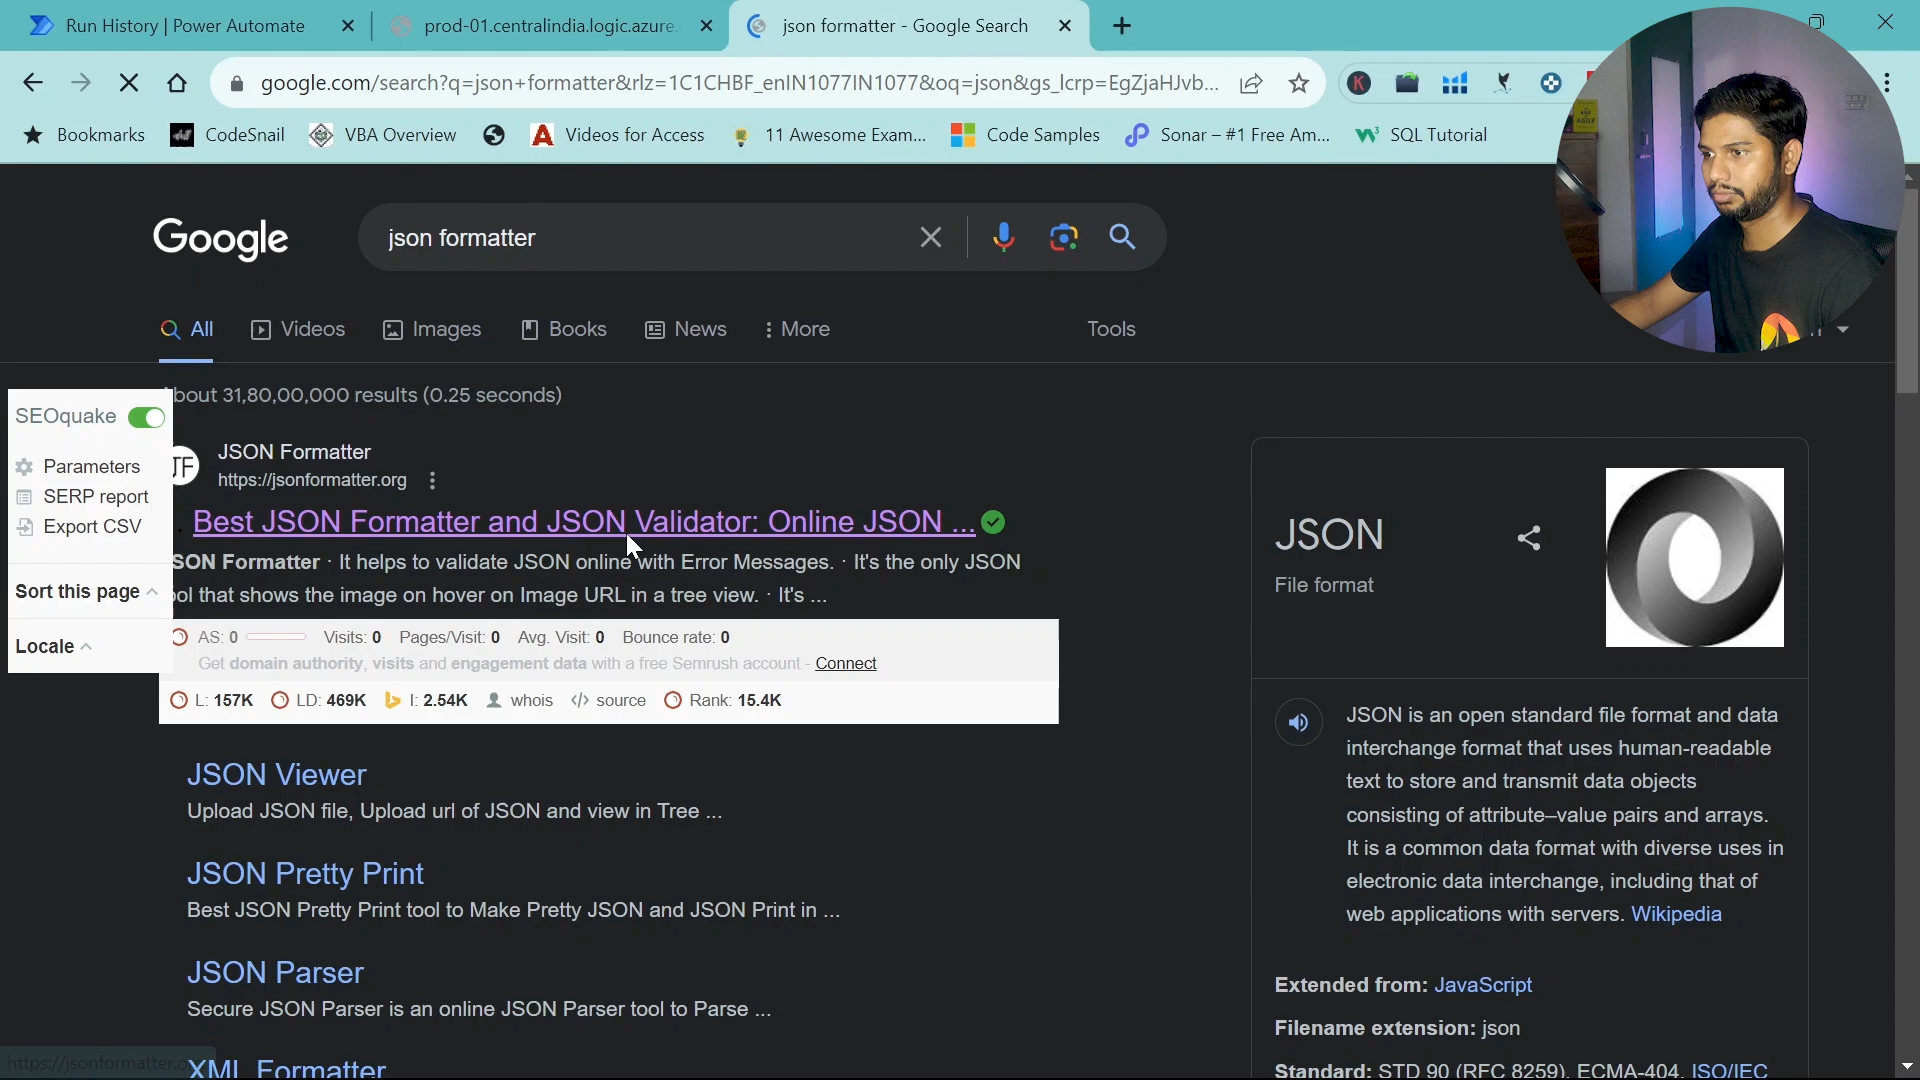 Run History | Power Automate
prod-01.centralindia.logic.azure.
json formatter - Google Search
google.com/search?q=json+formatter&rlz=1C1CHBF_enIN1077IN1077&oq=json&gs_lcrp=EgZjaHJvb...
Bookmarks
CodeSnail
VBA Overview
Videos for Access
11 Awesome Exam...
Code Samples
Sonar – #1 Free Am...
SQL Tutorial
Google
json formatter
All
Videos
Images
Books
News
More
Tools
bout 31,80,00,000 results (0.25 seconds)
SEOquake
Parameters
SERP report
Export CSV
Sort this page
Locale
JF
JSON Formatter
https://jsonformatter.org
Best JSON Formatter and JSON Validator: Online JSON ...
SON Formatter · It helps to validate JSON online with Error Messages. · It's the only JSON
ol that shows the image on hover on Image URL in a tree view. · It's ...
AS: 0 Visits: 0 Pages/Visit: 0 Avg. Visit: 0 Bounce rate: 0
Get domain authority, visits and engagement data with a free Semrush account - Connect
L: 157K LD: 469K I: 2.54K whois source Rank: 15.4K
JSON Viewer
Upload JSON file, Upload url of JSON and view in Tree ...
JSON Pretty Print
Best JSON Pretty Print tool to Make Pretty JSON and JSON Print in ...
JSON Parser
Secure JSON Parser is an online JSON Parser tool to Parse ...
XML Formatter
https://jsonformatter.o
JSON
File format
JSON is an open standard file format and data
interchange format that uses human-readable
text to store and transmit data objects
consisting of attribute–value pairs and arrays.
It is a common data format with diverse uses in
electronic data interchange, including that of
web applications with servers. Wikipedia
Extended from: JavaScript
Filename extension: json
Standard: STD 90 (RFC 8259), ECMA-404, ISO/IEC